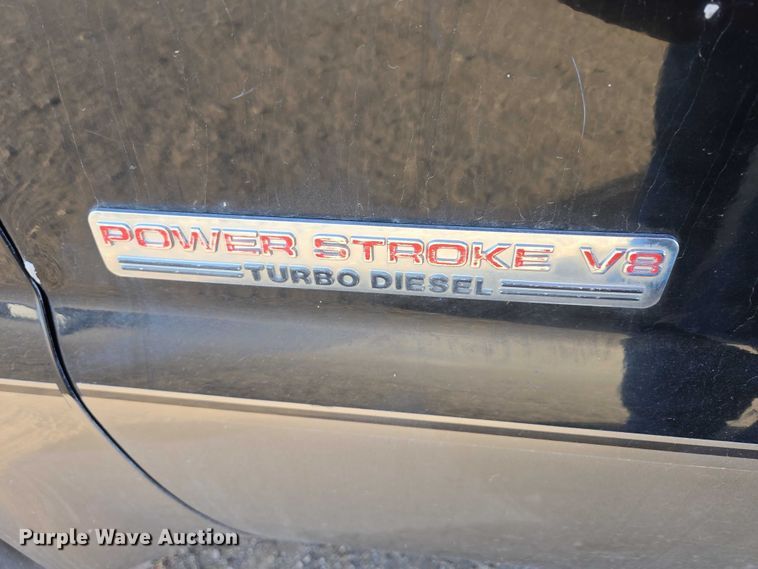 POWER STROKE V8
TURBO DIESEL
Purple Wave Auction